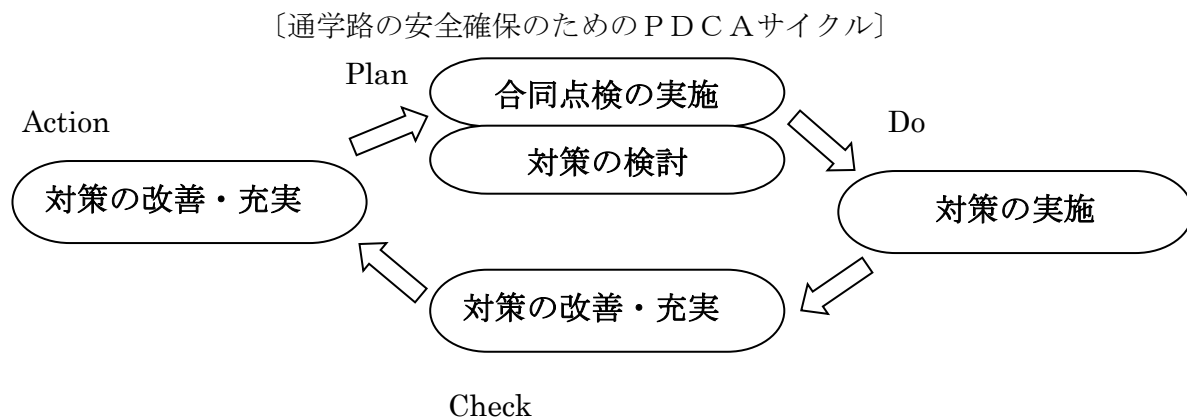 〔通学路の安全確保のためのＰＤＣＡサイクル〕
Plan
合同点検の実施
対策の検討
Do
対策の実施
Action
対策の改善・充実
対策の改善・充実
Check